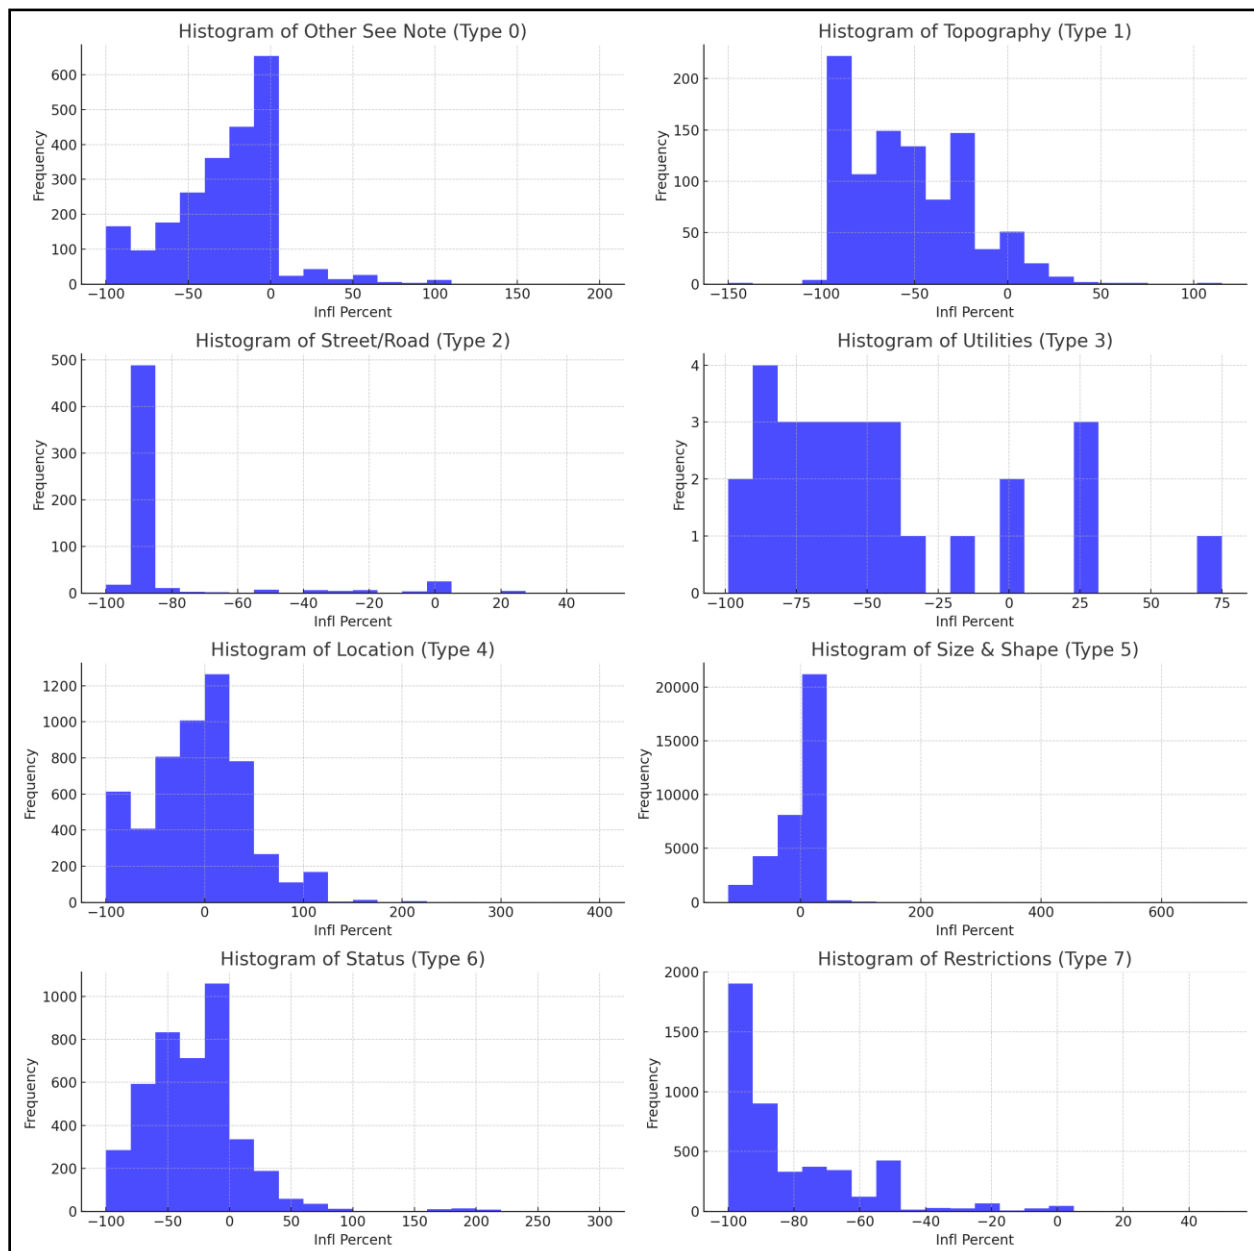 Histogram of Other See Note (Type 0)
Frequency
600
500
400
300
200
100
0
−100 −50 0 50 100 150 200
Infl Percent
Histogram of Topography (Type 1)
Frequency
200
150
100
50
0
−150 −100 −50 0 50 100
Infl Percent
Histogram of Street/Road (Type 2)
Frequency
500
400
300
200
100
0
−100 −80 −60 −40 −20 0 20 40
Infl Percent
Histogram of Utilities (Type 3)
Frequency
4
3
2
1
0
−100 −75 −50 −25 0 25 50 75
Infl Percent
Histogram of Location (Type 4)
Frequency
1200
1000
800
600
400
200
0
−100 0 100 200 300 400
Infl Percent
Histogram of Size & Shape (Type 5)
Frequency
20000
15000
10000
5000
0
0 200 400 600
Infl Percent
Histogram of Status (Type 6)
Frequency
1000
800
600
400
200
0
−100 −50 0 50 100 150 200 250 300
Infl Percent
Histogram of Restrictions (Type 7)
Frequency
2000
1500
1000
500
0
−100 −80 −60 −40 −20 0 20 40
Infl Percent